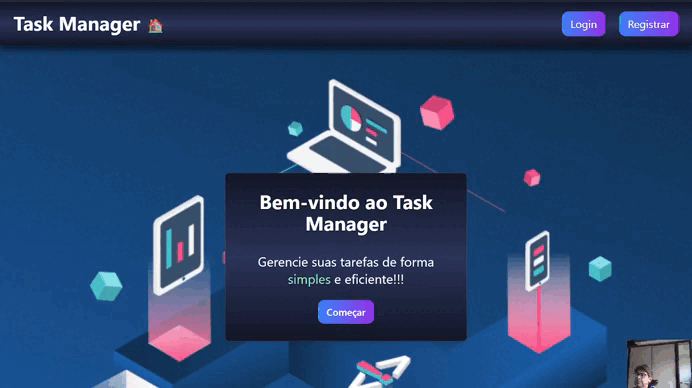 Task Manager
Login
Registrar
Bem-vindo ao Task
Manager
Gerencie suas tarefas de forma
simples e eficiente!!!
Começar